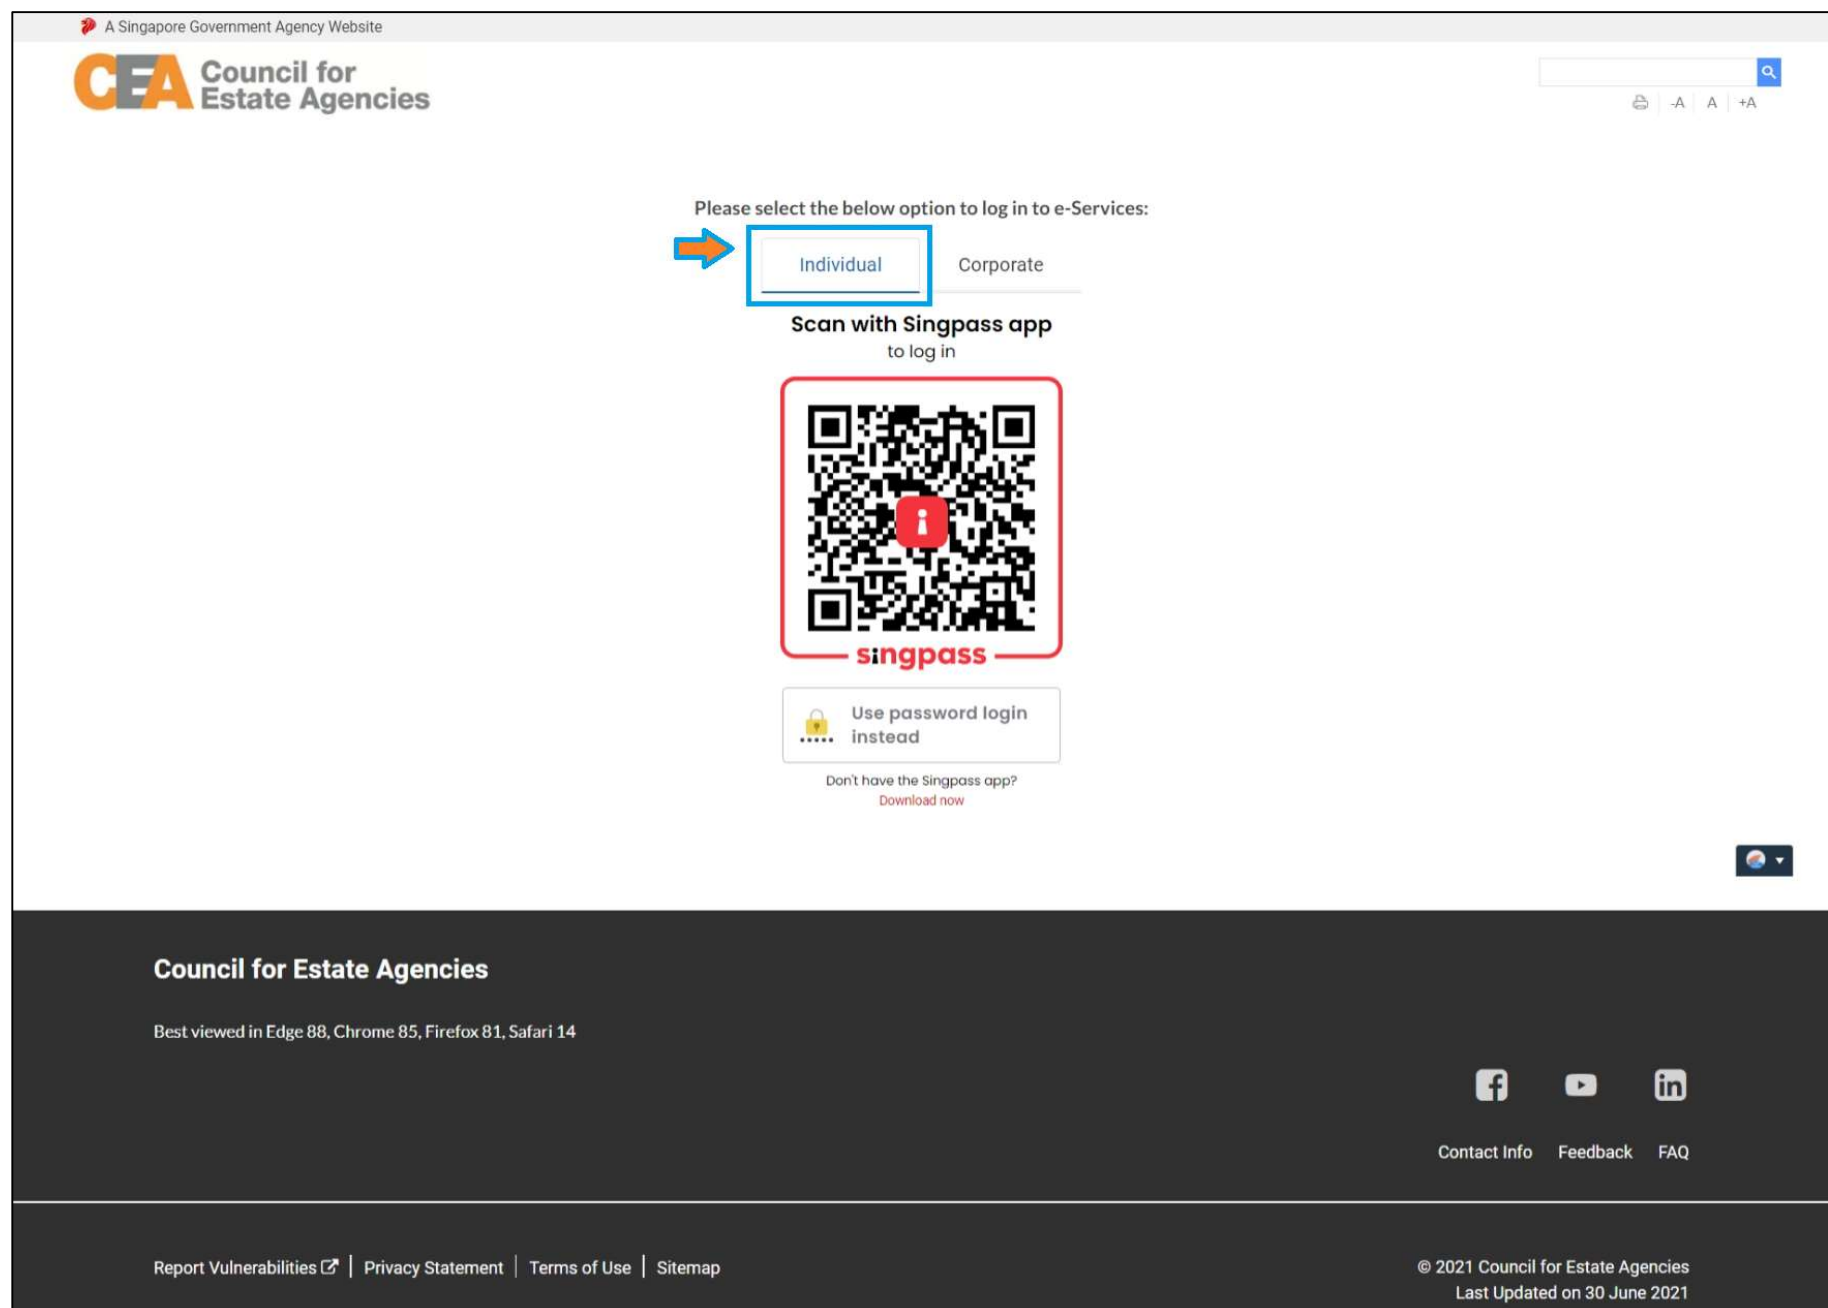 A Singapore Government Agency Website
CEA Council for
Estate Agencies
-A A +A
Please select the below option to log in to e-Services:
Individual Corporate
Scan with Singpass app
to log in
singpass
Use password login
instead
Don't have the Singpass app?
Download now
Council for Estate Agencies
Best viewed in Edge 88, Chrome 85, Firefox 81, Safari 14
Contact Info Feedback FAQ
Report Vulnerabilities | Privacy Statement | Terms of Use | Sitemap
© 2021 Council for Estate Agencies
Last Updated on 30 June 2021